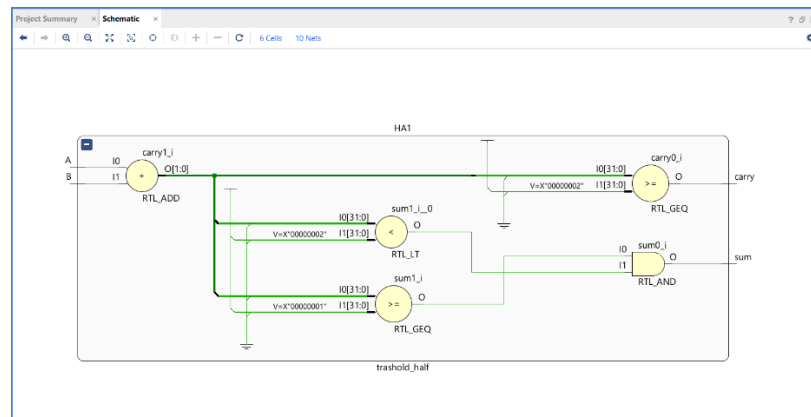 Project Summary × Schematic ×
6 Cells 10 Nets
HA1
carry1_i
A I0 O[1:0]
B I1
+
RTL_ADD
carry0_i
I0[31:0] O carry
V=X"00000002" I1[31:0]
>=
RTL_GEQ
sum1_i__0
I0[31:0] O
V=X"00000002" I1[31:0]
<
RTL_LT
sum0_i
I0 O sum
I1
RTL_AND
sum1_i
I0[31:0] O
V=X"00000001" I1[31:0]
>=
RTL_GEQ
trashold_half